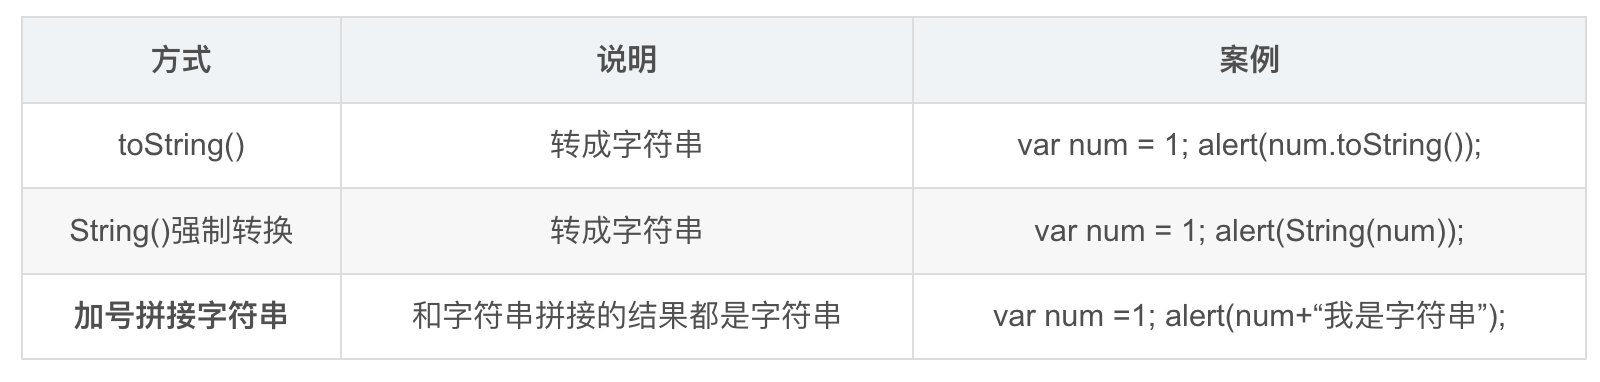 方式 说明 案例
toString() 转成字符串 var num = 1; alert(num.toString());
String()强制转换 转成字符串 var num = 1; alert(String(num));
加号拼接字符串 和字符串拼接的结果都是字符串 var num =1; alert(num+“我是字符串”);